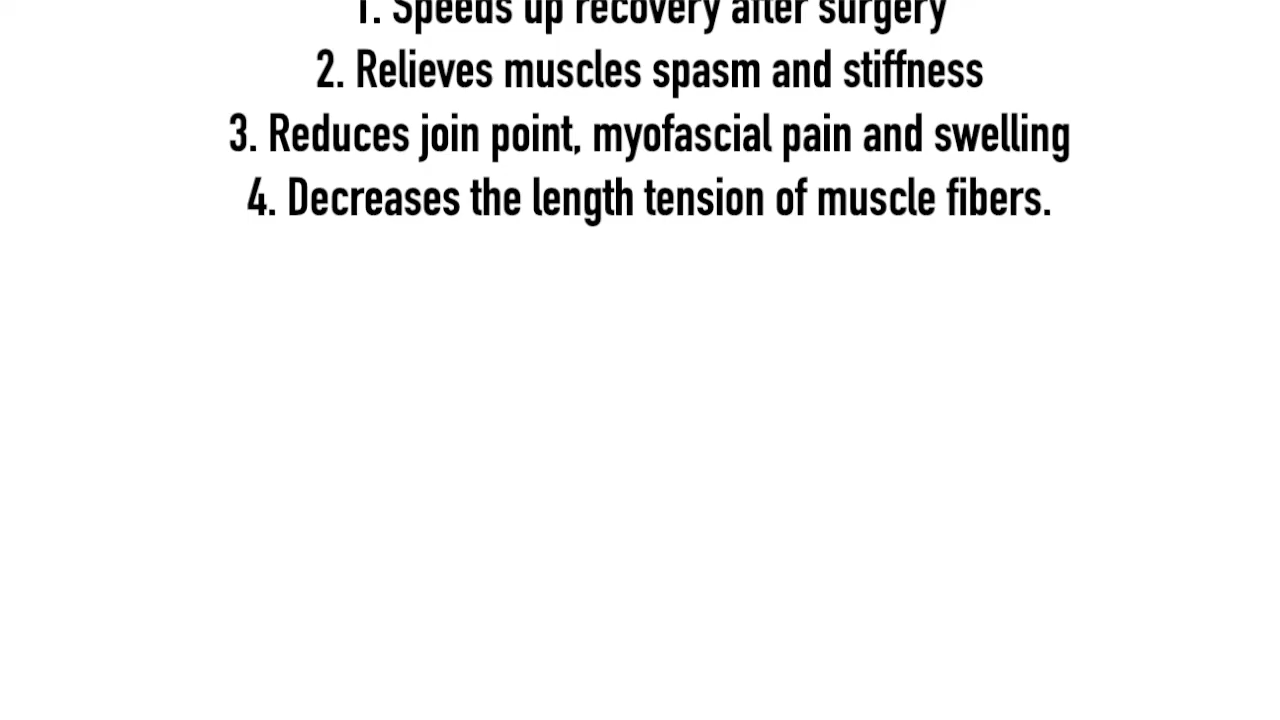 1. Speeds up recovery after surgery
2. Relieves muscles spasm and stiffness
3. Reduces join point, myofascial pain and swelling
4. Decreases the length tension of muscle fibers.